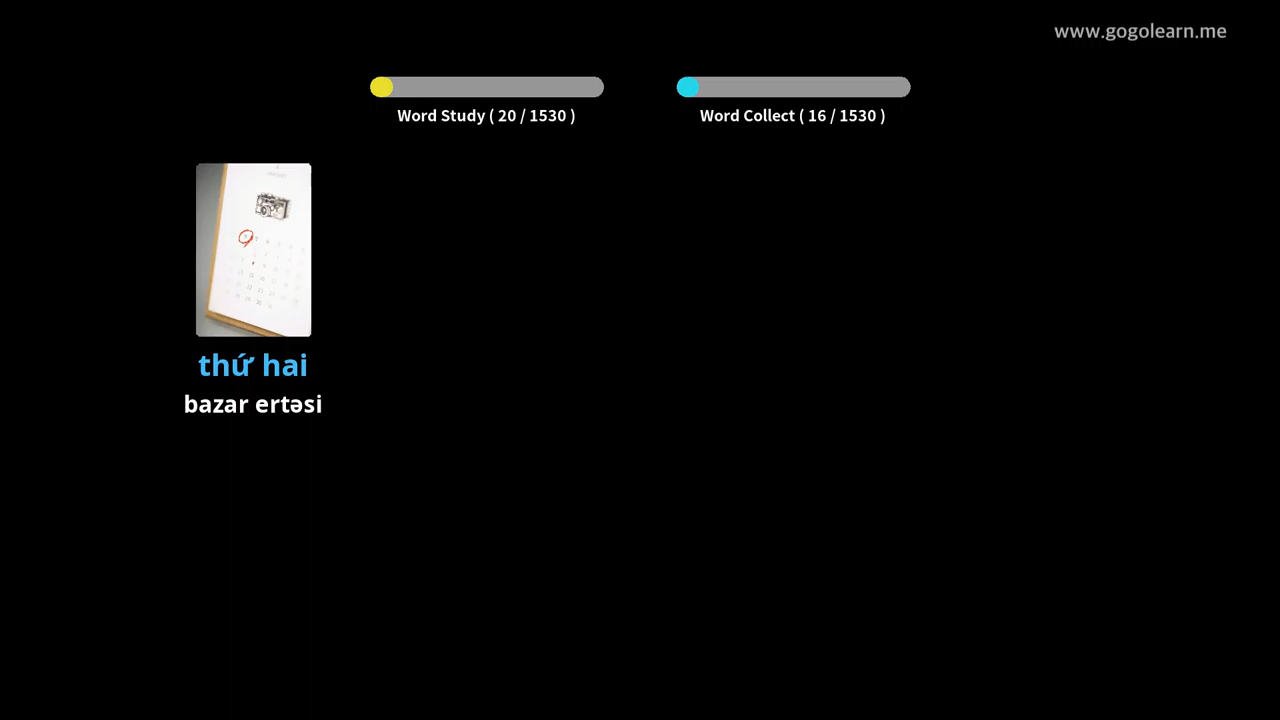 www.gogolearn.me
Word Study ( 20 / 1530 )
Word Collect ( 16 / 1530 )
thứ hai
bazar ertəsi